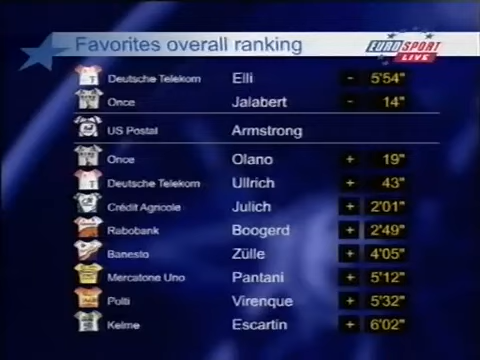 Favorites overall ranking
EUROSPORT
LIVE
Deutsche Telekom Elli - 5'54"
Once Jalabert - 14"
US Postal Armstrong
Once Olano + 19"
Deutsche Telekom Ullrich + 43"
Crédit Agricole Julich + 2'01"
Rabobank Boogerd + 2'49"
Banesto Zülle + 4'05"
Mercatone Uno Pantani + 5'12"
Polti Virenque + 5'32"
Kelme Escartin + 6'02"